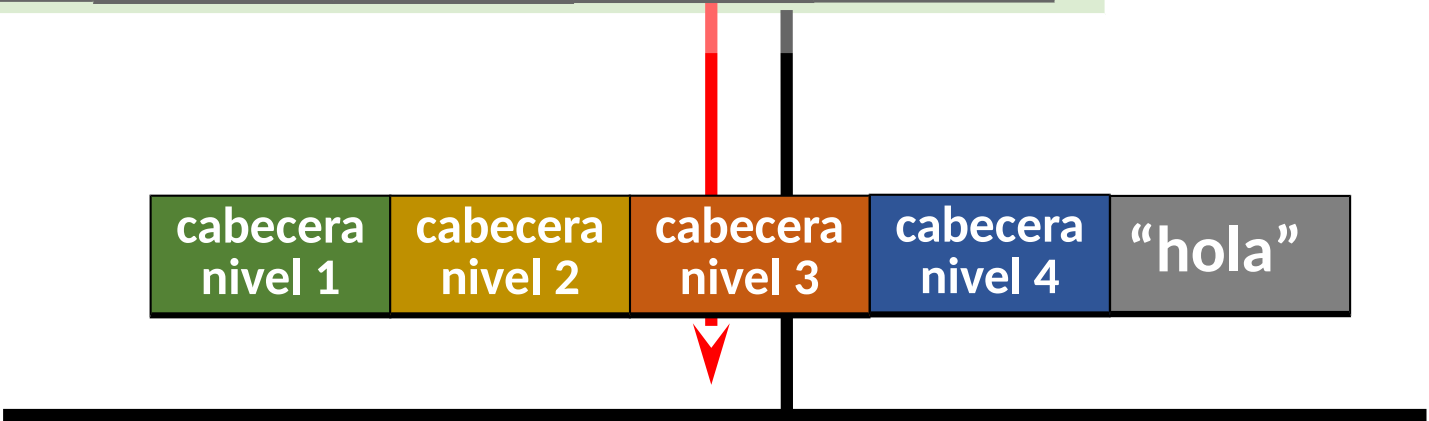 cabecera
nivel 1
cabecera
nivel 2
cabecera
nivel 3
cabecera
nivel 4
“hola”